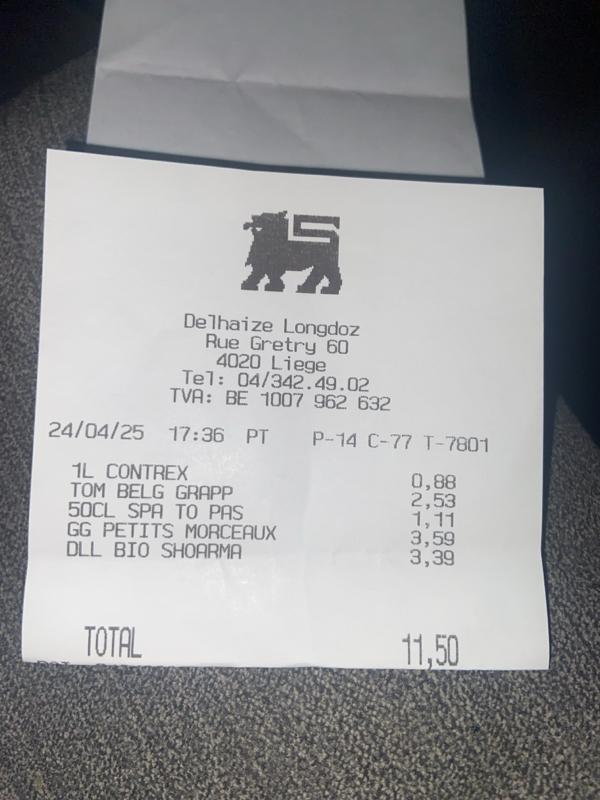 Delhaize Longdoz
Rue Gretry 60
4020 Liege
Tel: 04/342.49.02
TVA: BE 1007 962 632
24/04/25 17:36 PT P-14 C-77 T-7801
1L CONTREX 0,88
TOM BELG GRAPP 2,53
50CL SPA TO PAS 1,11
GG PETITS MORCEAUX 3,59
DLL BIO SHOARMA 3,39
TOTAL 11,50